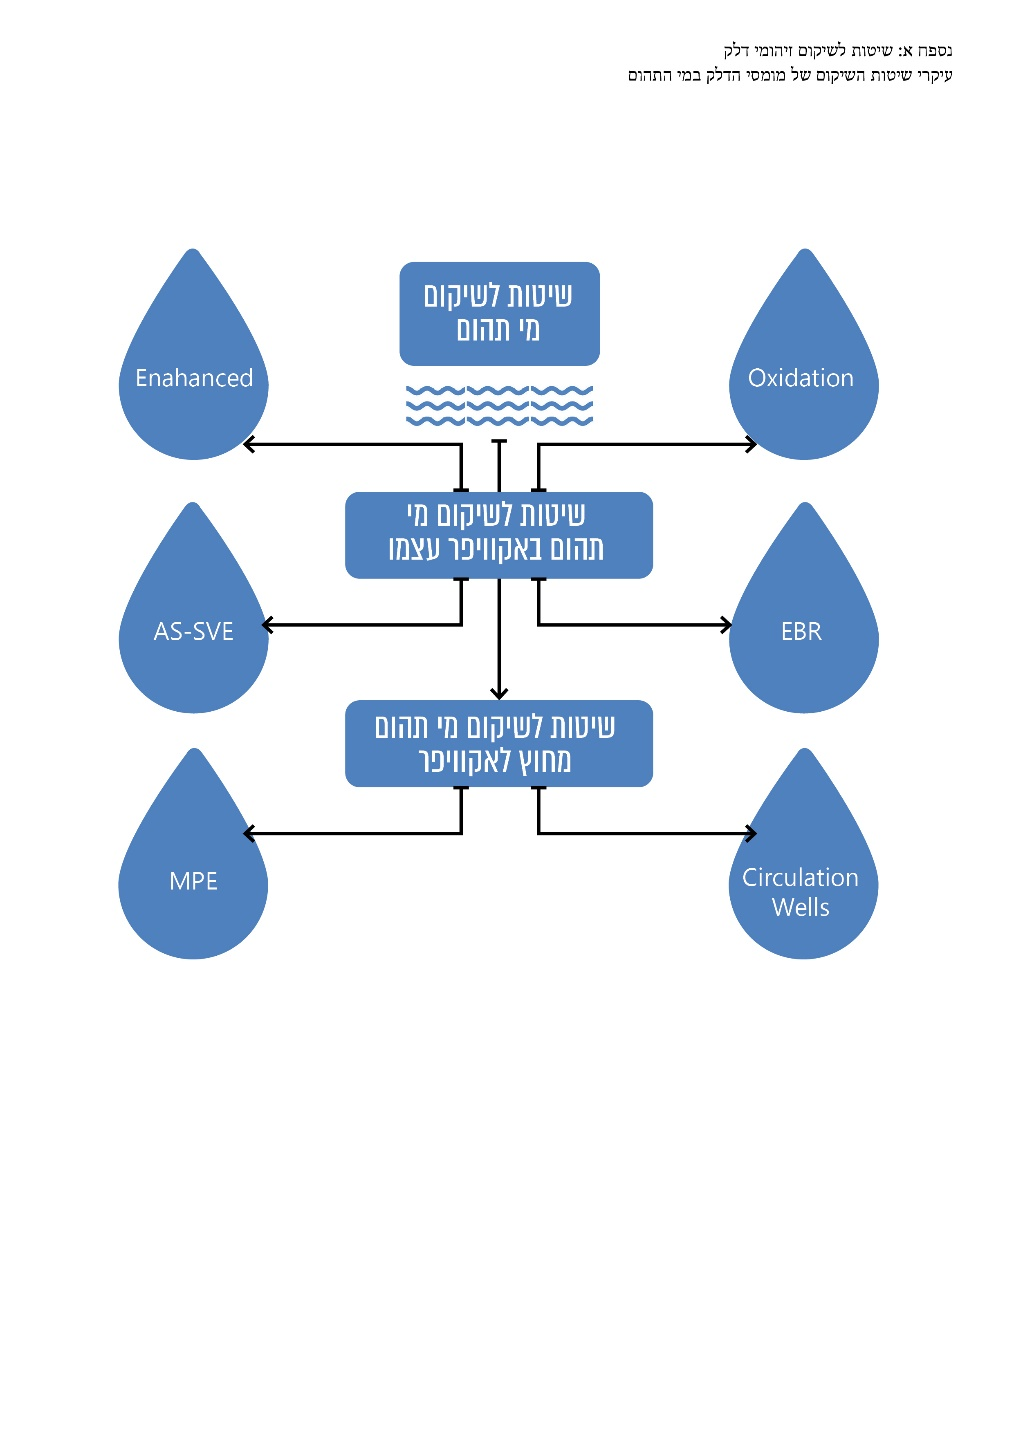 נספח א: שיטות לשיקום זיהומי דלק
עיקרי שיטות השיקום של מומסי הדלק במי התהום
שיטות לשיקום
מי תהום
Oxidation
Enahanced
שיטות לשיקום מי
תהום באקוויפר עצמו
EBR
AS-SVE
שיטות לשיקום מי תהום
מחוץ לאקוויפר
Circulation
Wells
MPE